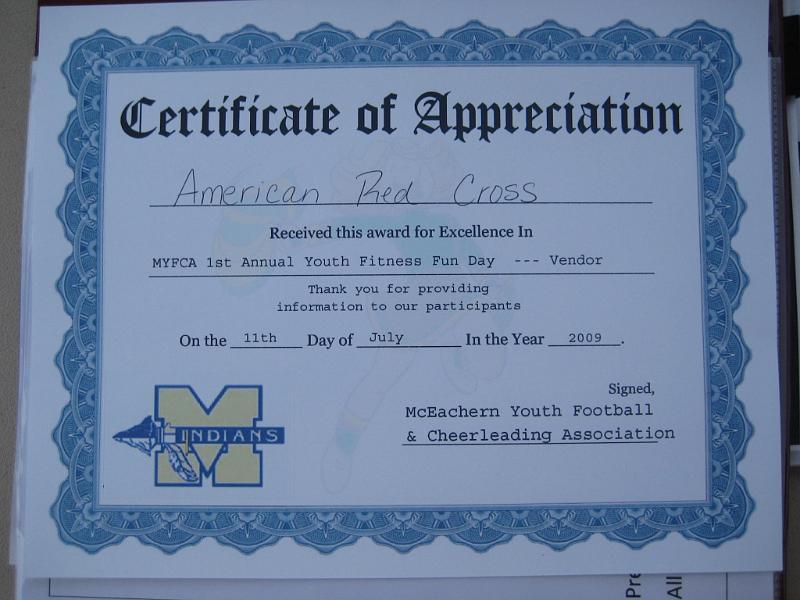 Certificate of Appreciation
American Red Cross
Received this award for Excellence In
MYFCA 1st Annual Youth Fitness Fun Day --- Vendor
Thank you for providing
information to our participants
On the 11th Day of July In the Year 2009.
Signed,
McEachern Youth Football
& Cheerleading Association
M
INDIANS
Pre
All